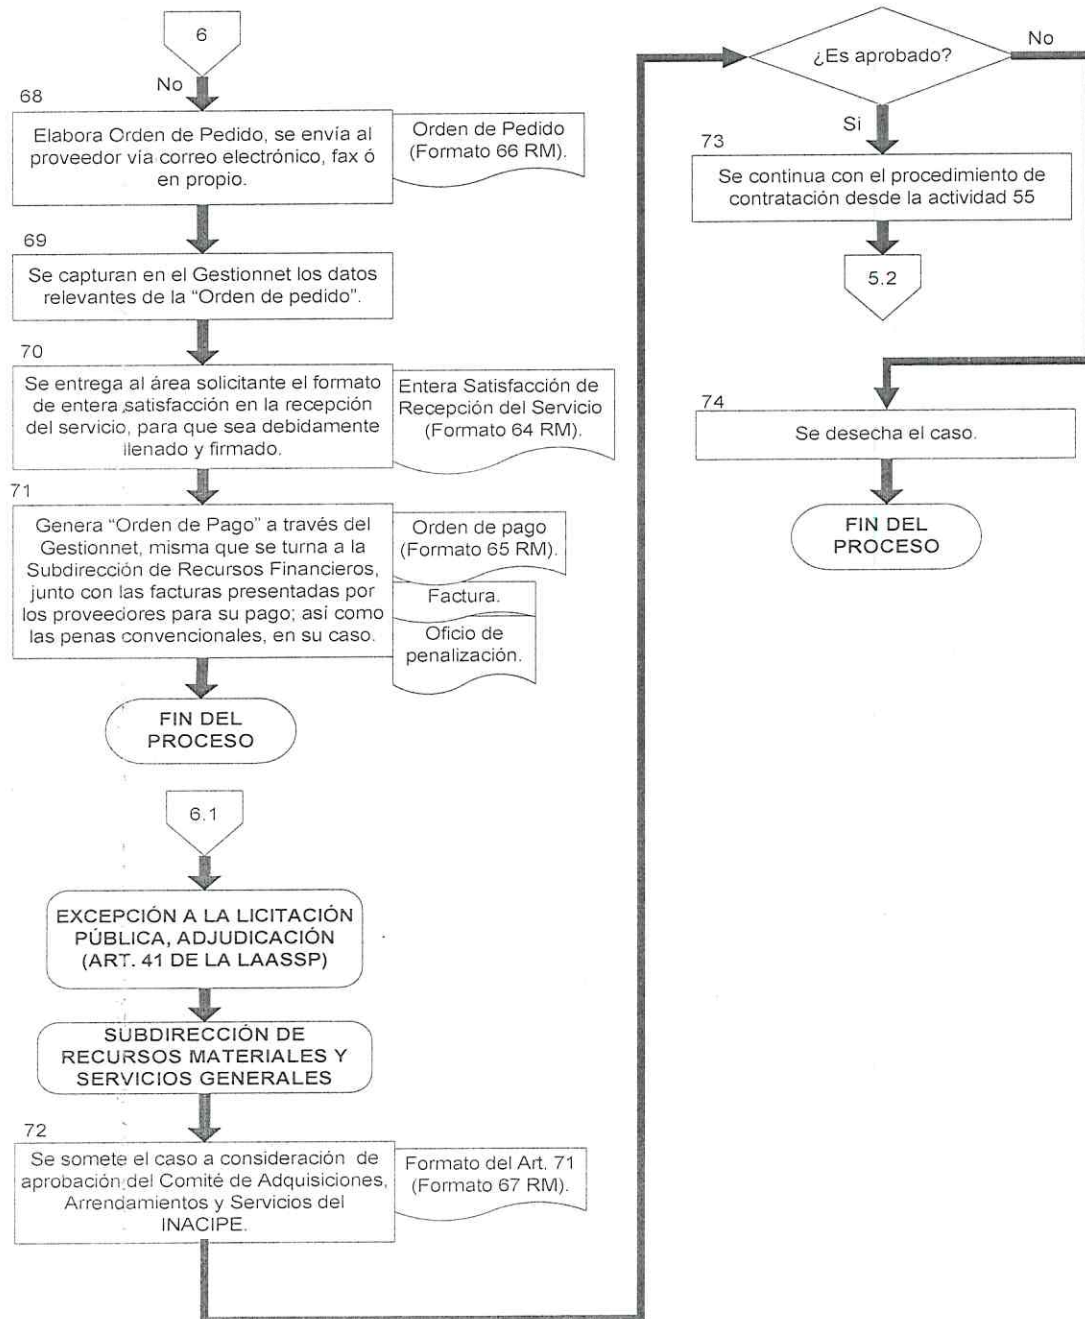 6
No
68
Elabora Orden de Pedido, se envía al
proveedor vía correo electrónico, fax ó
en propio.
Orden de Pedido
(Formato 66 RM).
69
Se capturan en el Gestionnet los datos
relevantes de la “Orden de pedido”.
70
Se entrega al área solicitante el formato
de entera satisfacción en la recepción
del servicio, para que sea debidamente
llenado y firmado.
Entera Satisfacción de
Recepción del Servicio
(Formato 64 RM).
71
Genera “Orden de Pago” a través del
Gestionnet, misma que se turna a la
Subdirección de Recursos Financieros,
junto con las facturas presentadas por
los proveedores para su pago; así como
las penas convencionales, en su caso.
Orden de pago
(Formato 65 RM).
Factura.
Oficio de
penalización.
FIN DEL
PROCESO
6.1
EXCEPCIÓN A LA LICITACIÓN
PÚBLICA, ADJUDICACIÓN
(ART. 41 DE LA LAASSP)
SUBDIRECCIÓN DE
RECURSOS MATERIALES Y
SERVICIOS GENERALES
72
Se somete el caso a consideración de
aprobación del Comité de Adquisiciones,
Arrendamientos y Servicios del
INACIPE.
Formato del Art. 71
(Formato 67 RM).
¿Es aprobado?
No
Si
73
Se continua con el procedimiento de
contratación desde la actividad 55
5.2
74
Se desecha el caso.
FIN DEL
PROCESO